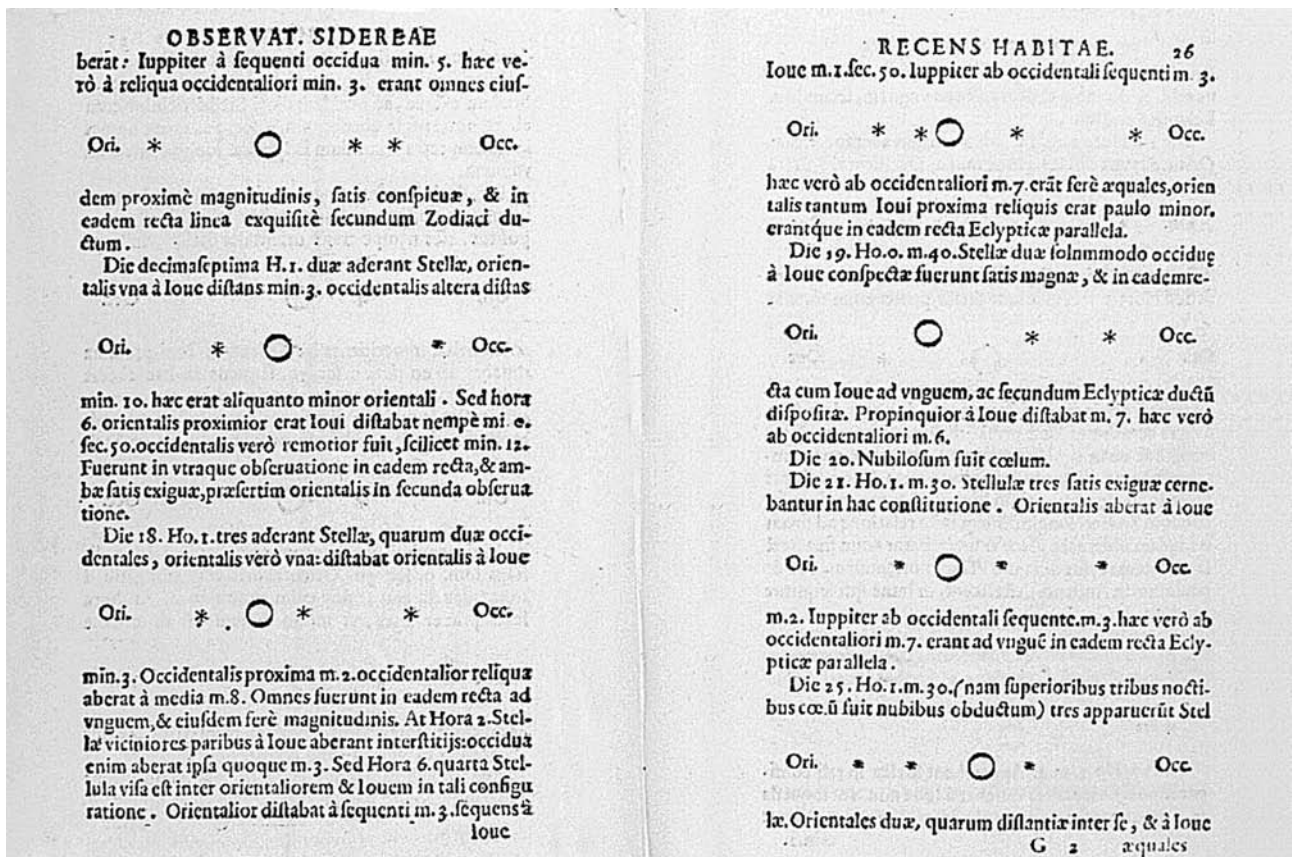 OBSERVAT. SIDEREAE
berāt: Iuppiter à ſequenti occidua min. 5. hæc ve-
rò à reliqua occidentaliori min. 3. erant omnes eiuſ-
Ori. * ○ * * Occ.
dem proximè magnitudinis, ſatis conſpicuæ, & in
eadem recta linea exquiſitè ſecundum Zodiaci du-
ctum.
Die decimaſeptima H. 1. duæ aderant Stellæ, orien-
talis vna à Ioue diſtans min. 3. occidentalis altera diſtās
Ori. * ○ * Occ.
min. 10. hæc erat aliquanto minor orientali. Sed hora
6. orientalis proximior erat Ioui diſtabat nempè mi. 0.
ſec. 50. occidentalis verò remotior fuit, ſcilicet min. 12.
Fuerunt in vtraque obſeruatione in eadem recta, & am-
bæ ſatis exiguæ, præſertim orientalis in ſecunda obſerua
tione.
Die 18. Ho. 1. tres aderant Stellæ, quarum duæ occi-
dentales, orientalis verò vna: diſtabat orientalis à Ioue
Ori. * ○ * * Occ.
min. 3. Occidentalis proxima m. 2. occidentalior reliqua
aberat à media m. 8. Omnes fuerunt in eadem recta ad
vnguem, & eiuſdem ferè magnitudinis. At Hora 2. Stel-
læ viciniores paribus à Ioue aberant interſtitijs: occidua
enim aberat ipſa quoque m. 3. Sed Hora 6. quarta Stel-
lula viſa eſt inter orientaliorem & Iouem in tali configu
ratione. Orientalior diſtabat à ſequenti m. 3. ſequens à
Ioue
RECENS HABITAE. 26
Ioue m. 1. ſec. 50. Iuppiter ab occidentali ſequenti m. 3.
Ori. * * ○ * * Occ.
hæc verò ab occidentaliori m. 7. erāt ferè æquales, orien
talis tantum Ioui proxima reliquis erat paulo minor,
erantq́ue in eadem recta Eclypticæ parallela.
Die 19. Ho. 0. m. 40. Stellæ duæ ſolnmmodo occiduę
à Ioue conſpectæ fuerunt ſatis magnæ, & in eadem re-
Ori. ○ * * Occ.
cta cum Ioue ad vnguem, ac ſecundum Eclypticæ ductū
diſpoſitæ. Propinquior à Ioue diſtabat m. 7. hæc verò
ab occidentaliori m. 6.
Die 20. Nubiloſum fuit cœlum.
Die 21. Ho. 1. m. 30. Stellulæ tres ſatis exiguæ cerne-
bantur in hac conſtitutione. Orientalis aberat à Ioue
Ori. * ○ * * Occ.
m. 2. Iuppiter ab occidentali ſequente. m. 3. hæc verò ab
occidentaliori m. 7. erant ad vnguē in eadem recta Ecly-
pticæ parallela.
Die 25. Ho. 1. m. 30. (nam ſuperioribus tribus nocti-
bus cœ.ū fuit nubibus obductum) tres apparuerūt Stel
Ori. * * ○ * Occ.
læ. Orientales duæ, quarum diſtantiæ inter ſe, & à Ioue
G 2 æquales